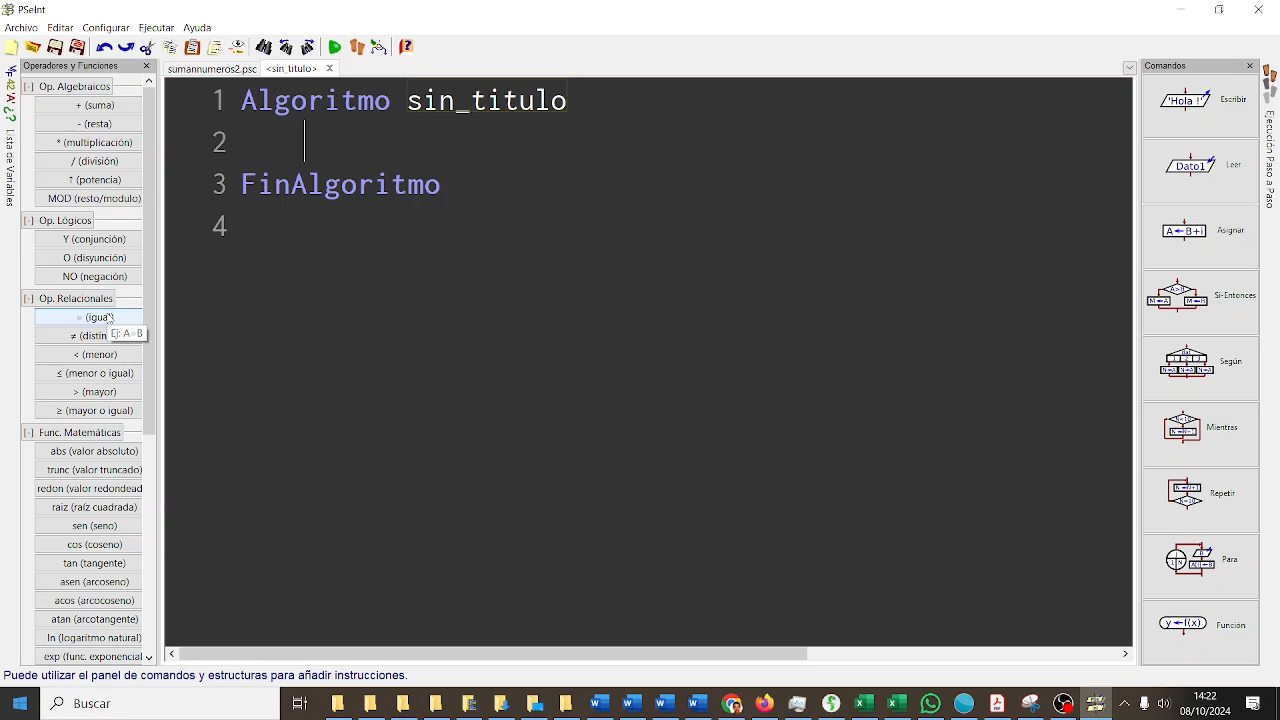 PSeInt
Archivo Editar Configurar Ejecutar Ayuda
Operadores y Funciones
sumannumeros2.psc <sin_titulo>
Comandos
Lista de Variables
Op. Algebraicos
+ (suma)
- (resta)
* (multiplicación)
/ (división)
↑ (potencia)
MOD (resto/modulo)
Op. Lógicos
Y (conjunción)
O (disyunción)
NO (negación)
Op. Relacionales
= (igual)
Ej: A=B
≠ (distin
< (menor)
≤ (menor o igual)
> (mayor)
≥ (mayor o igual)
Func. Matemáticas
abs (valor absoluto)
trunc (valor truncado)
redon (valor redondead
raiz (raíz cuadrada)
sen (seno)
cos (coseno)
tan (tangente)
asen (arcoseno)
acos (arcocoseno)
atan (arcotangente)
ln (logaritmo natural)
exp (func. exponencial
1 Algoritmo sin_titulo
2
3 FinAlgoritmo
4
'Hola !' Escribir
Dato1 Leer
A←B+i Asignar
Si-Entonces
Según
Mientras
Repetir
Para
y←f(x) Función
Ejecución Paso a Paso
Puede utilizar el panel de comandos y estructuras para añadir instrucciones.
Buscar
14:22
08/10/2024